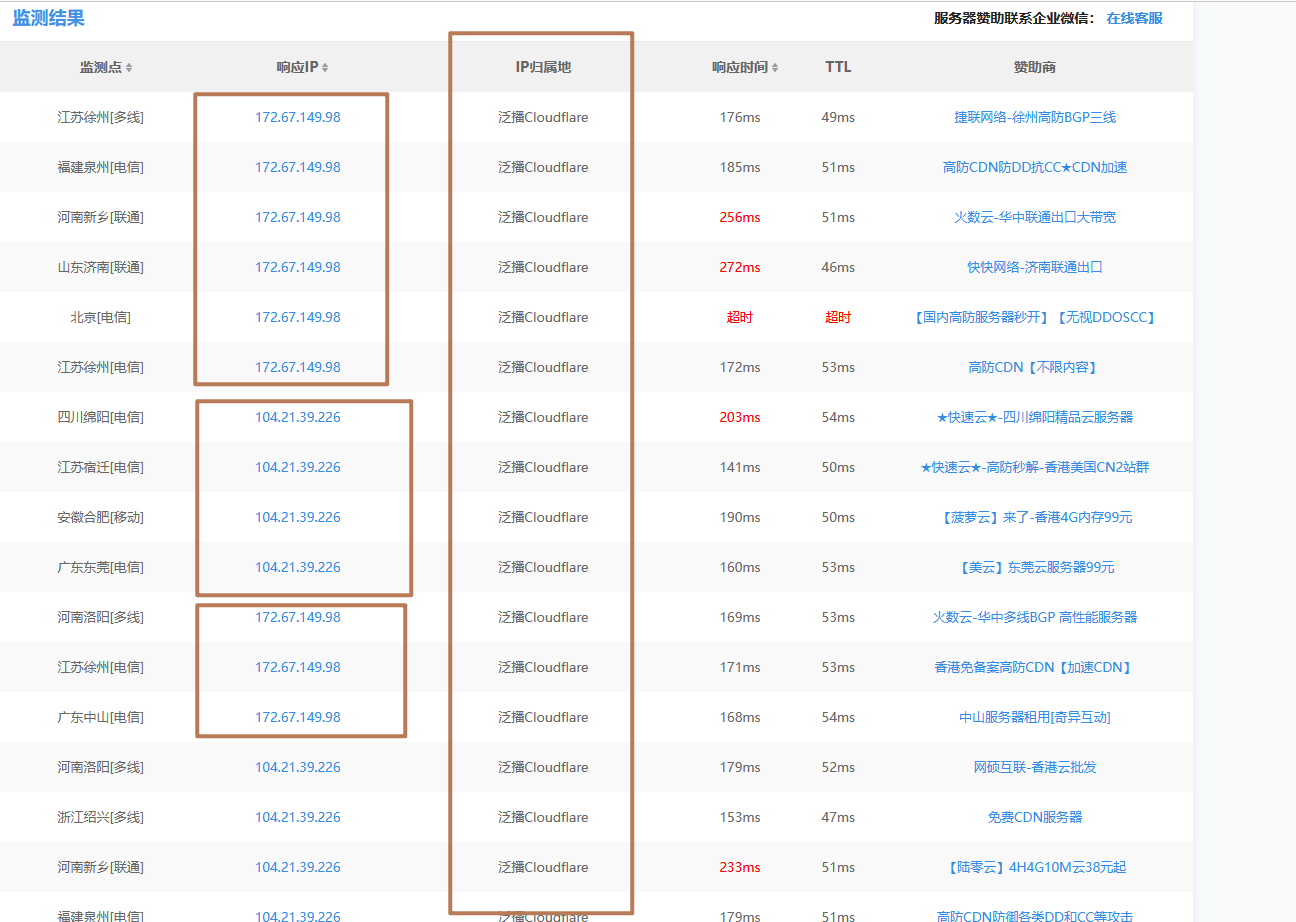 监测结果 服务器赞助联系企业微信: 在线客服
监测点 响应IP IP归属地 响应时间 TTL 赞助商
江苏徐州[多线] 172.67.149.98 泛播Cloudflare 176ms 49ms 捷联网络-徐州高防BGP三线
福建泉州[电信] 172.67.149.98 泛播Cloudflare 185ms 51ms 高防CDN防DD抗CC★CDN加速
河南新乡[联通] 172.67.149.98 泛播Cloudflare 256ms 51ms 火数云-华中联通出口大带宽
山东济南[联通] 172.67.149.98 泛播Cloudflare 272ms 46ms 快快网络-济南联通出口
北京[电信] 172.67.149.98 泛播Cloudflare 超时 超时 【国内高防服务器秒开】【无视DDOSCC】
江苏徐州[电信] 172.67.149.98 泛播Cloudflare 172ms 53ms 高防CDN【不限内容】
四川绵阳[电信] 104.21.39.226 泛播Cloudflare 203ms 54ms ★快速云★-四川绵阳精品云服务器
江苏宿迁[电信] 104.21.39.226 泛播Cloudflare 141ms 50ms ★快速云★-高防秒解-香港美国CN2站群
安徽合肥[移动] 104.21.39.226 泛播Cloudflare 190ms 50ms 【菠萝云】来了-香港4G内存99元
广东东莞[电信] 104.21.39.226 泛播Cloudflare 160ms 53ms 【美云】东莞云服务器99元
河南洛阳[多线] 172.67.149.98 泛播Cloudflare 169ms 53ms 火数云-华中多线BGP 高性能服务器
江苏徐州[电信] 172.67.149.98 泛播Cloudflare 171ms 53ms 香港免备案高防CDN【加速CDN】
广东中山[电信] 172.67.149.98 泛播Cloudflare 168ms 54ms 中山服务器租用[奇异互动]
河南洛阳[多线] 104.21.39.226 泛播Cloudflare 179ms 52ms 网硕互联-香港云批发
浙江绍兴[多线] 104.21.39.226 泛播Cloudflare 153ms 47ms 免费CDN服务器
河南新乡[联通] 104.21.39.226 泛播Cloudflare 233ms 51ms 【陆零云】4H4G10M云38元起
福建泉州[电信] 104.21.39.226 泛播Cloudflare 179ms 51ms 高防CDN防御各类DD和CC等攻击